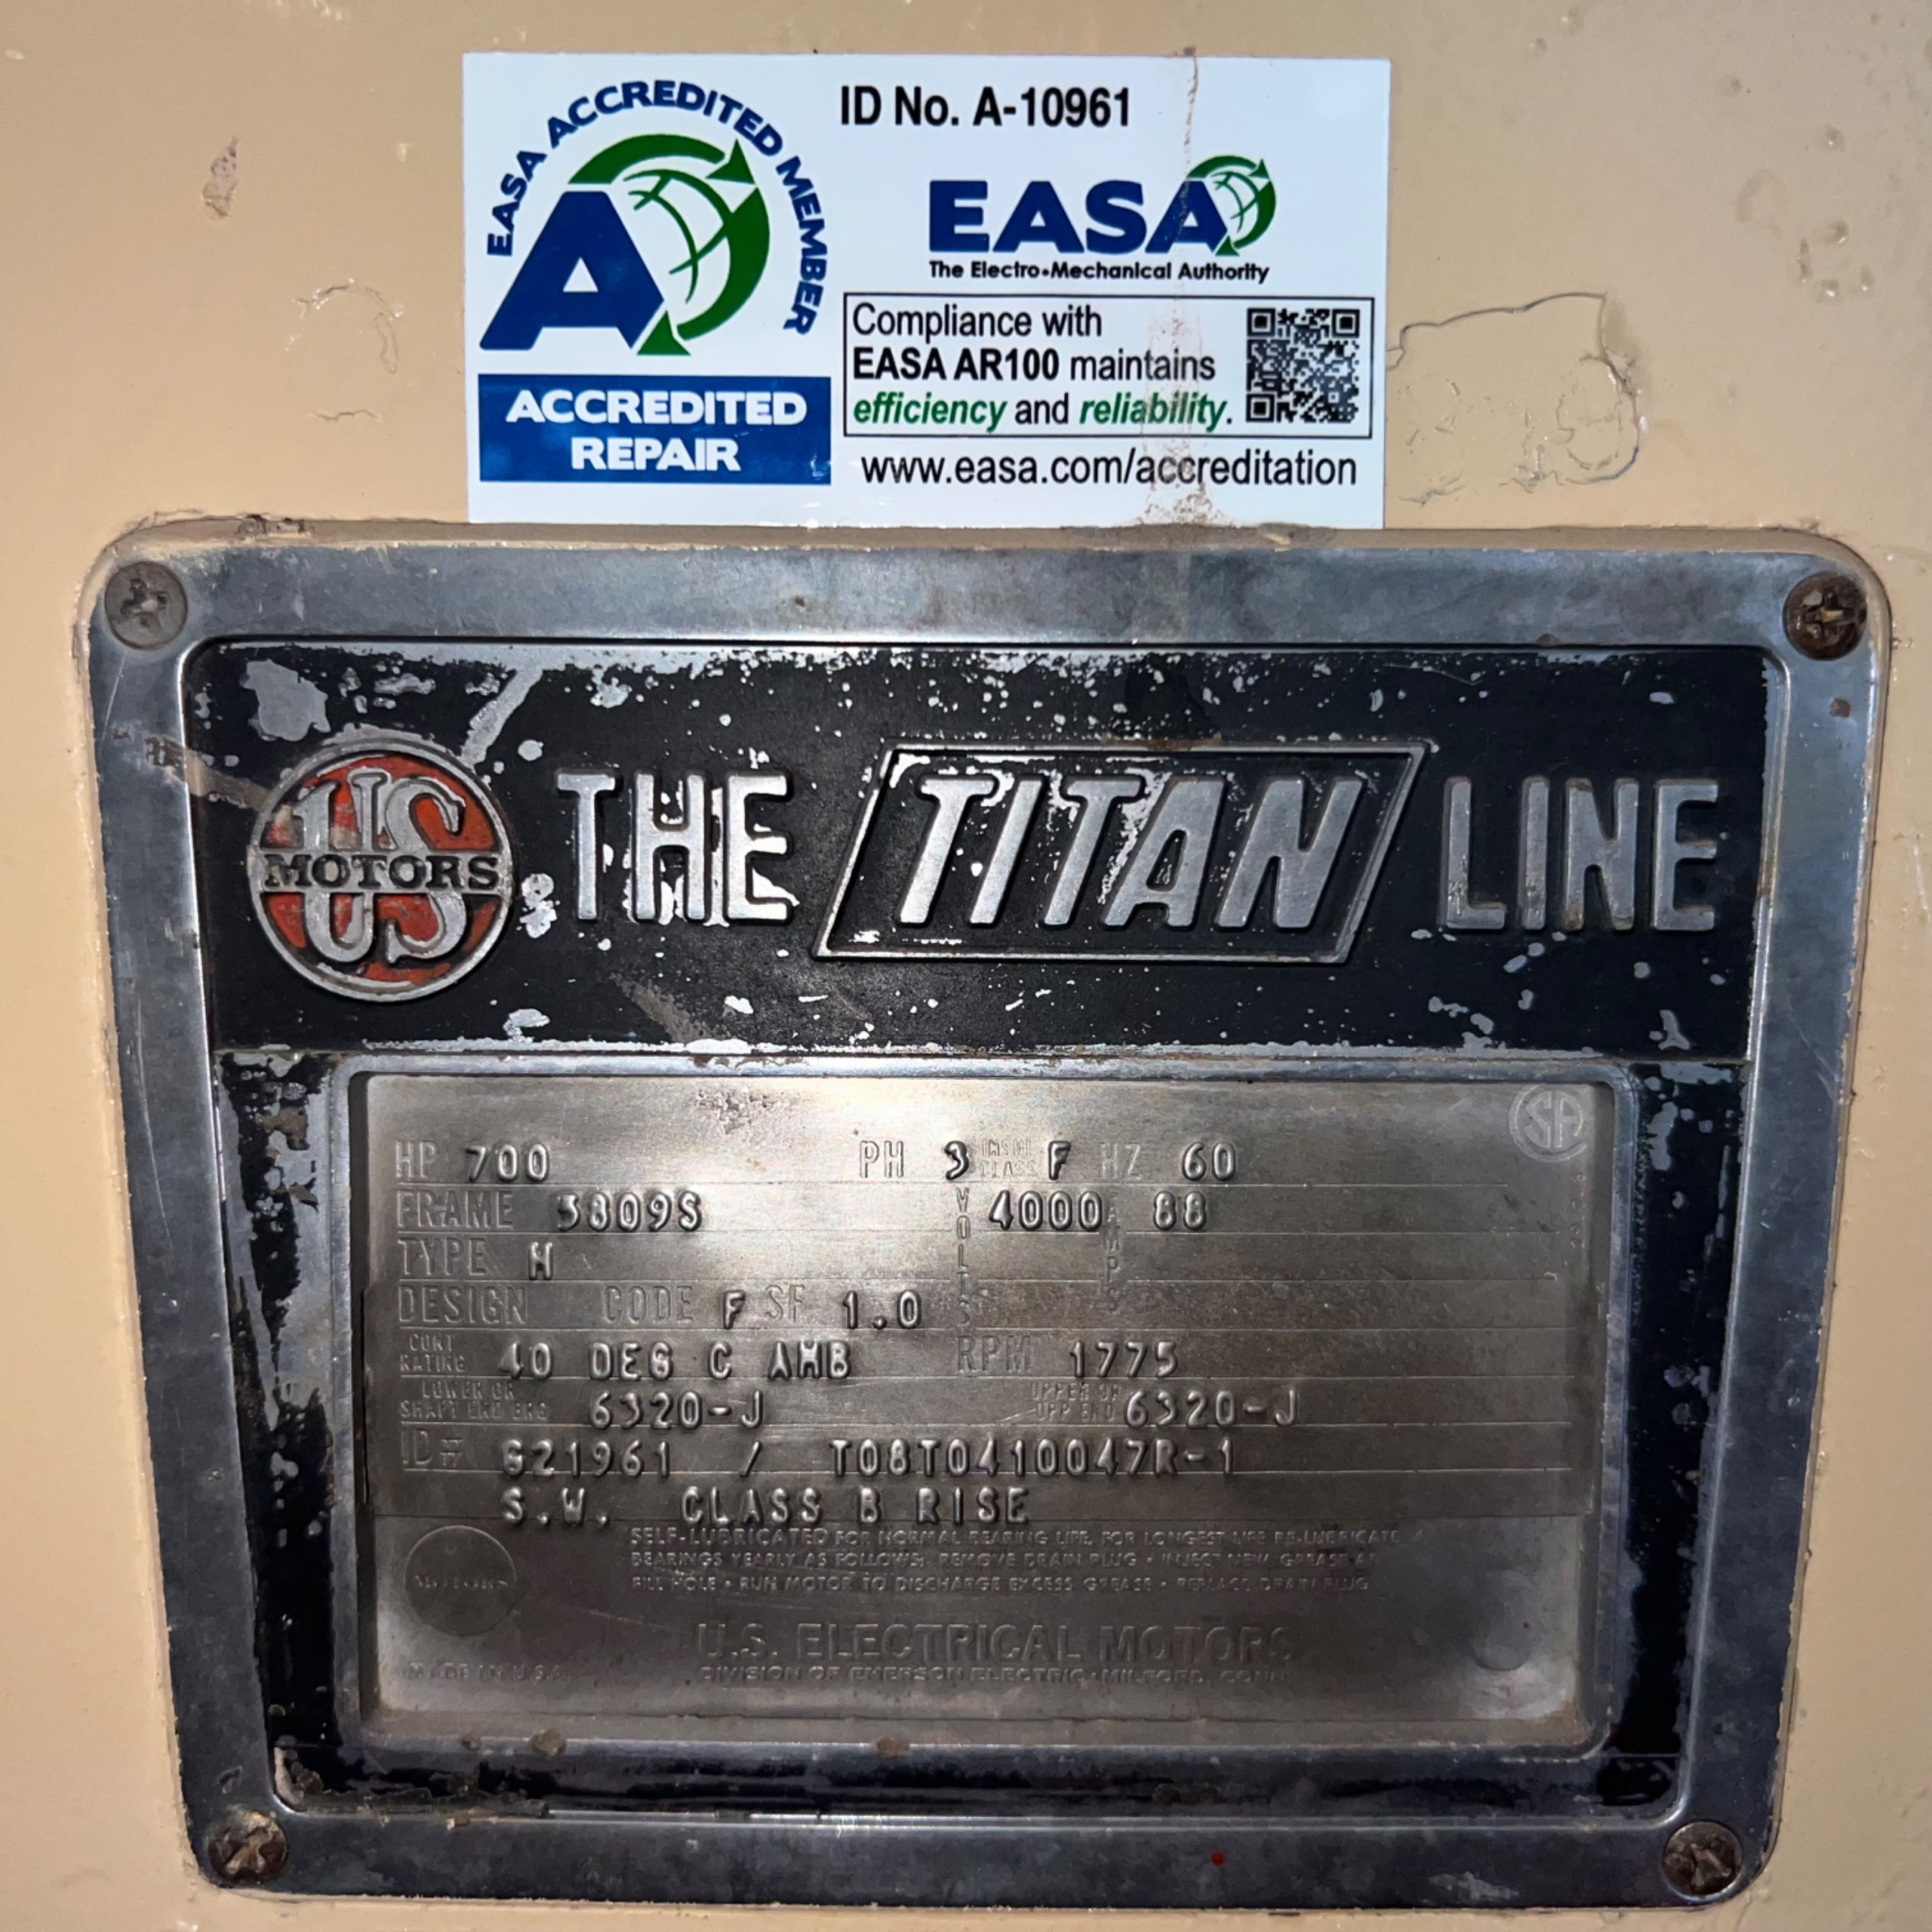 EASA ACCREDITED MEMBER
A
ACCREDITED
REPAIR
ID No. A-10961
EASA
The Electro•Mechanical Authority
Compliance with
EASA AR100 maintains
efficiency and reliability.
www.easa.com/accreditation
US
MOTORS
THE TITAN LINE
SA
HP 700 PH 3 INSUL CLASS F HZ 60
FRAME 5809S VOLTS 4000 AMPS 88
TYPE H
DESIGN CODE F SF 1.0
CONT RATING 40 DEG C AMB RPM 1775
LOWER OR SHAFT END BRG 6320-J UPPER OR OPP END 6320-J
ID# G21961 / T08T0410047R-1
S.W. CLASS B RISE
SELF-LUBRICATED FOR NORMAL BEARING LIFE. FOR LONGEST LIFE RE-LUBRICATE
BEARINGS YEARLY AS FOLLOWS. REMOVE DRAIN PLUG • INJECT NEW GREASE AT
FILL HOLE • RUN MOTOR TO DISCHARGE EXCESS GREASE • REPLACE DRAIN PLUG
MOTORS
U.S. ELECTRICAL MOTORS
MADE IN U.S.A.
DIVISION OF EMERSON ELECTRIC • MILFORD, CONN.